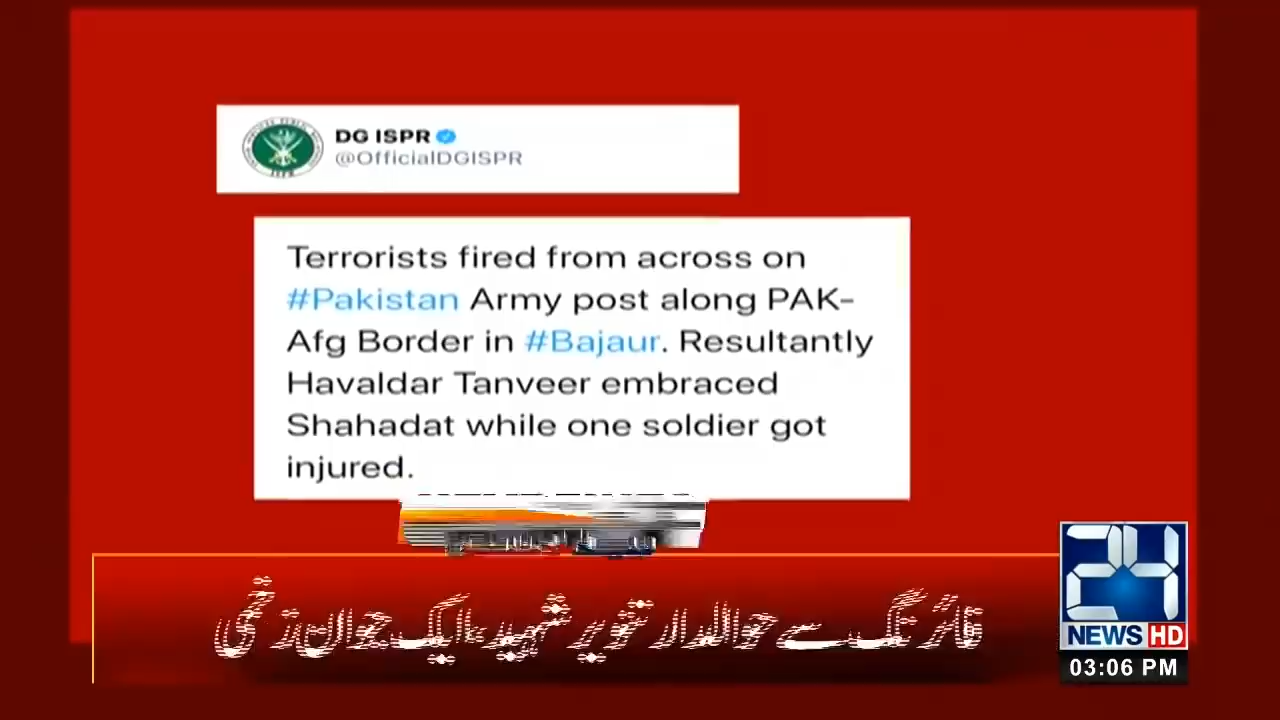 DG ISPR
@OfficialDGISPR
Terrorists fired from across on
#Pakistan Army post along PAK-
Afg Border in #Bajaur. Resultantly
Havaldar Tanveer embraced
Shahadat while one soldier got
injured.
فائرنگ سے حوالدار تنویر شہید، ایک جوان زخمی
24
NEWS HD
03:06 PM